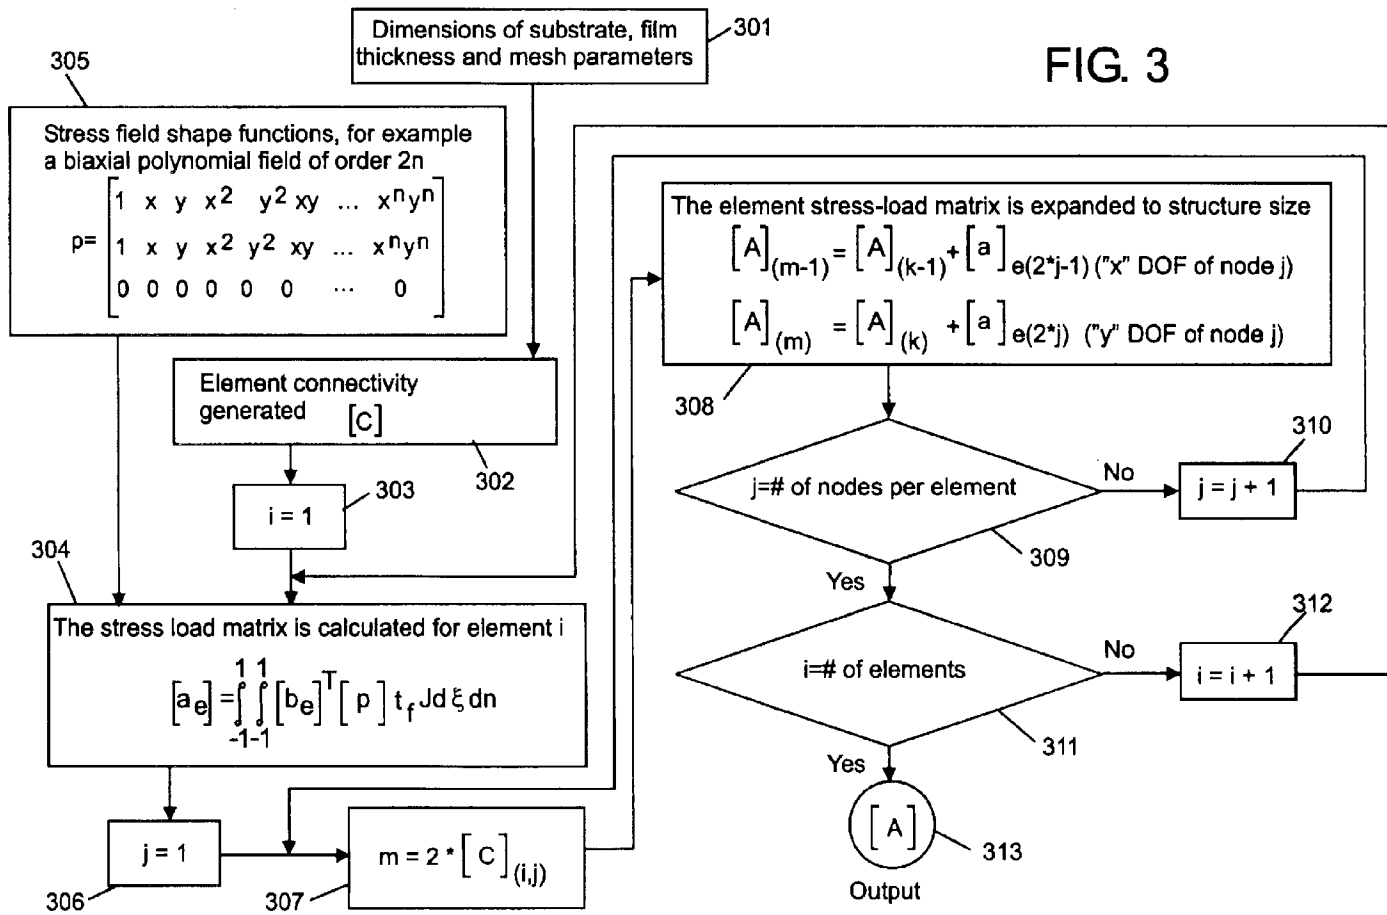 FIG. 3
301
Dimensions of substrate, film
thickness and mesh parameters
305
Stress field shape functions, for example
a biaxial polynomial field of order 2n
p= [1 x y x² y² xy ... xⁿyⁿ
1 x y x² y² xy ... xⁿyⁿ
0 0 0 0 0 0 ... 0]
Element connectivity
generated [C]
302
303
i = 1
304
The stress load matrix is calculated for element i
[a_e] = ∫∫ [b_e]^T [p] t_f J d ξ dn
1 1
-1-1
j = 1
306
m = 2 * [C]_(i,j)
307
The element stress-load matrix is expanded to structure size
[A]_(m-1) = [A]_(k-1) + [a]_e(2*j-1) ("x" DOF of node j)
[A]_(m) = [A]_(k) + [a]_e(2*j) ("y" DOF of node j)
308
j=# of nodes per element
309
No
310
j = j + 1
Yes
i=# of elements
311
No
312
i = i + 1
Yes
[A]
313
Output